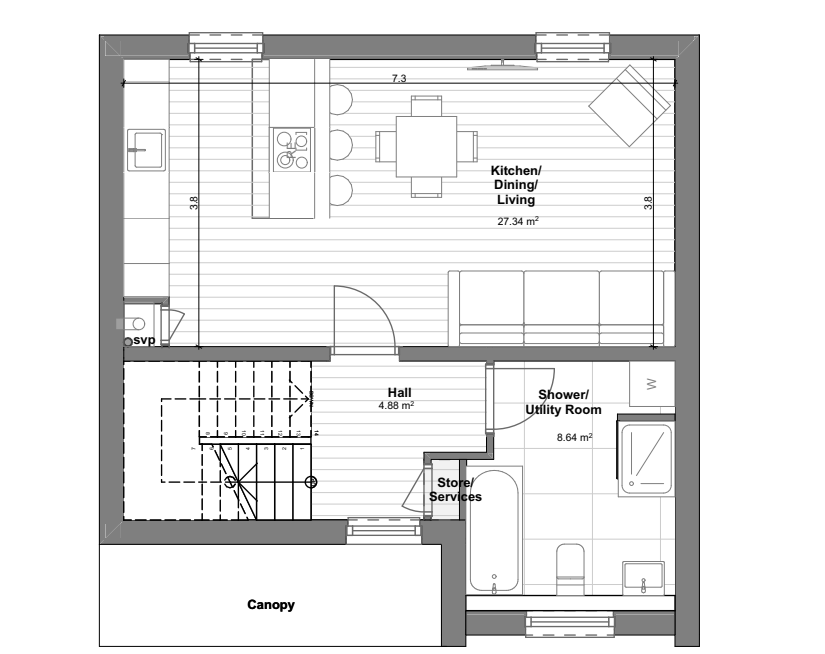 7.3
Kitchen/
Dining/
Living
27.34 m²
3.8
3.8
svp
Hall
4.88 m²
Shower/
Utility Room
8.64 m²
W
Store/
Services
Canopy